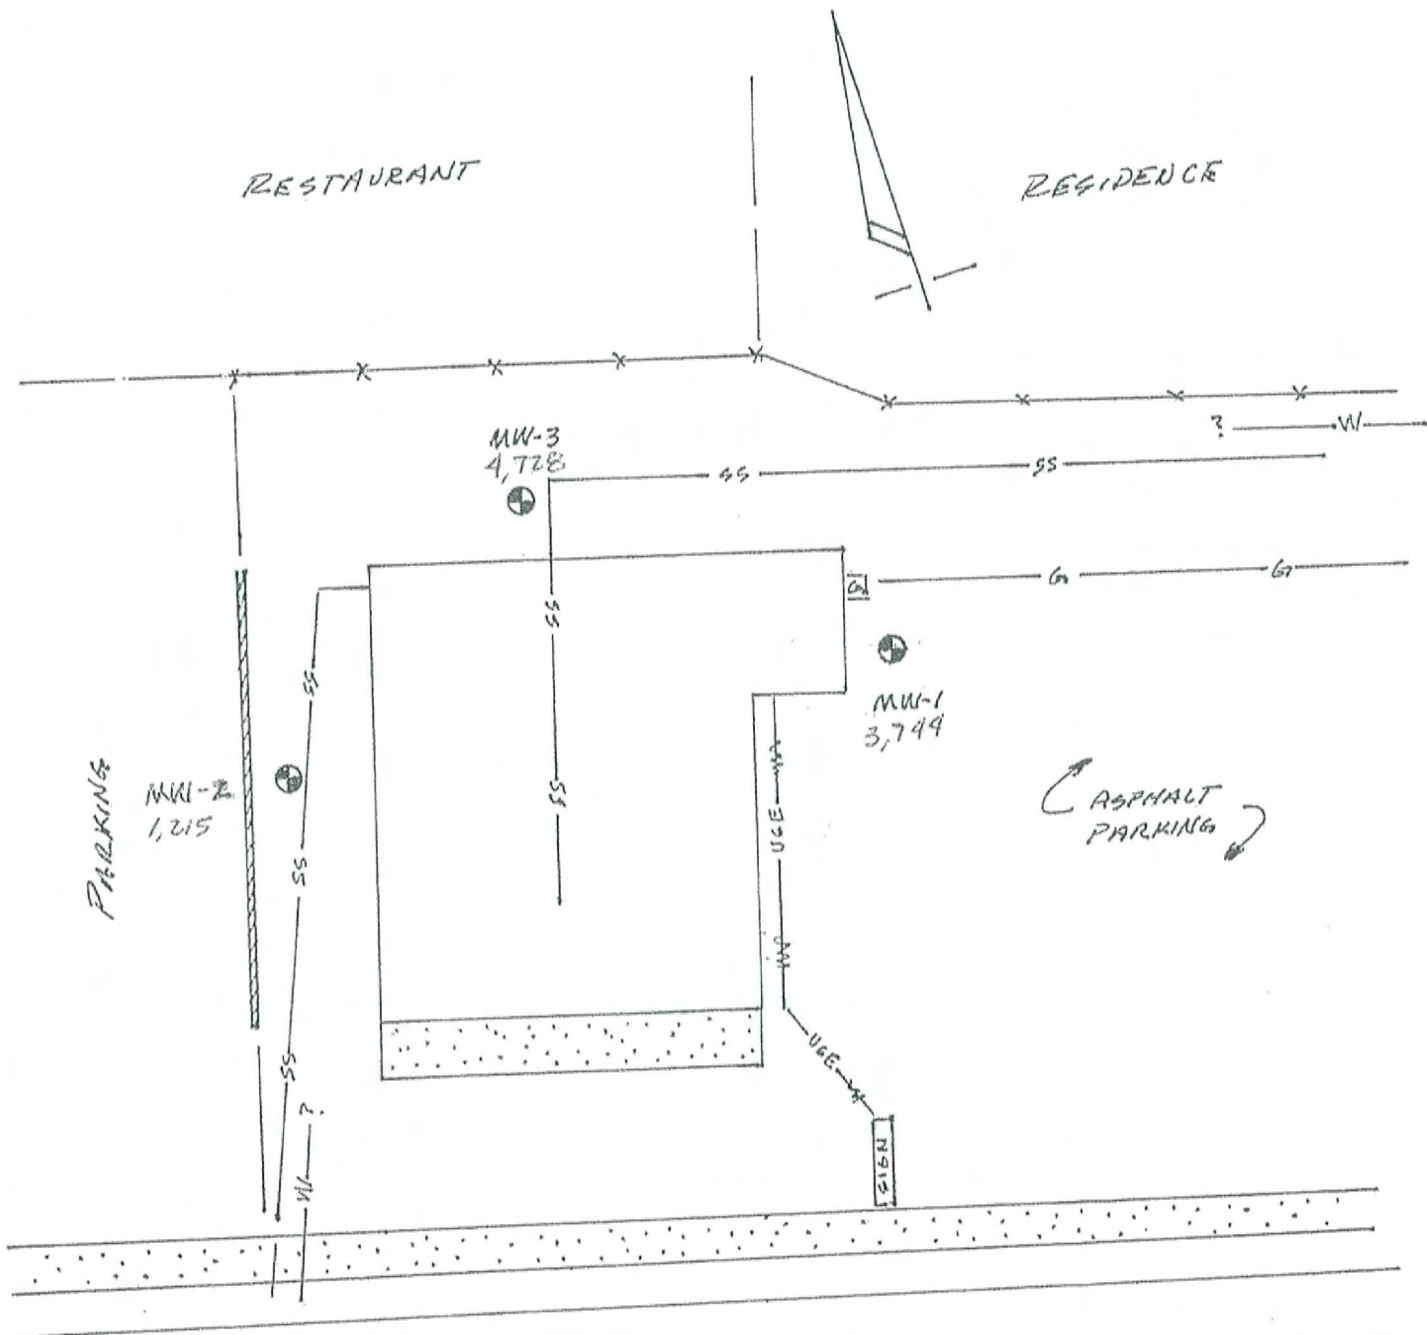 RESTAURANT
RESIDENCE
MW-3
4,728
? W
SS SS
G G G
SS
SS
MW-1
3,744
SS
UGE
MW-2
1,215
PARKING
ASPHALT
PARKING
SS
SS
UGE
?
W
SIGN